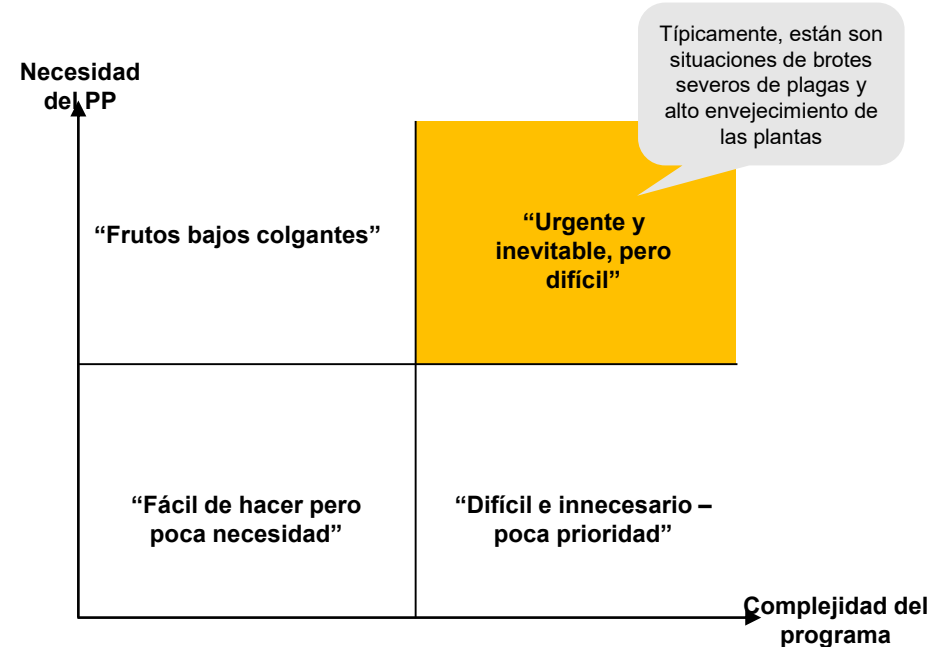 Típicamente, están son
situaciones de brotes
severos de plagas y
alto envejecimiento de
las plantas
Necesidad
del PP
“Frutos bajos colgantes”
“Urgente y
inevitable, pero
difícil”
“Fácil de hacer pero
poca necesidad”
“Difícil e innecesario –
poca prioridad”
Complejidad del
programa